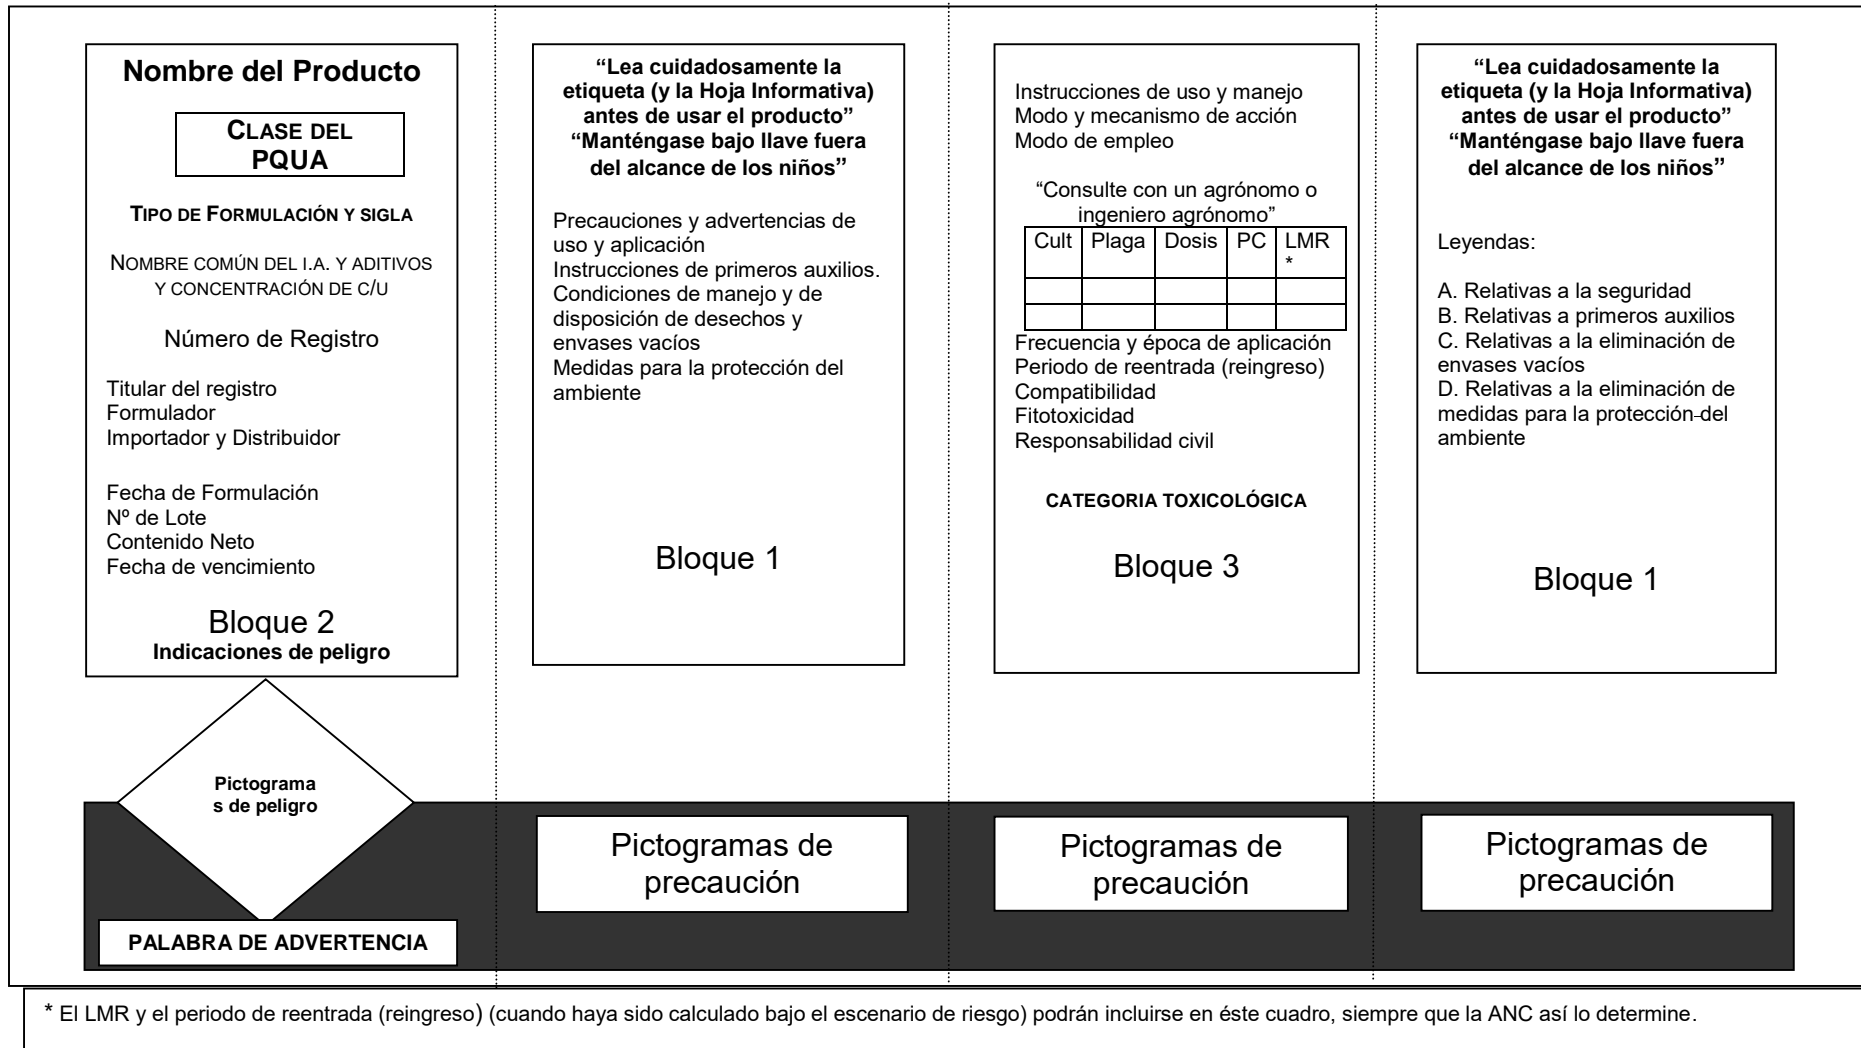 Nombre del Producto
CLASE DEL
PQUA
TIPO DE FORMULACIÓN Y SIGLA
NOMBRE COMÚN DEL I.A. Y ADITIVOS
Y CONCENTRACIÓN DE C/U
Número de Registro
Titular del registro
Formulador
Importador y Distribuidor
Fecha de Formulación
Nº de Lote
Contenido Neto
Fecha de vencimiento
Bloque 2
Indicaciones de peligro
Pictograma
s de peligro
PALABRA DE ADVERTENCIA
“Lea cuidadosamente la
etiqueta (y la Hoja Informativa)
antes de usar el producto”
“Manténgase bajo llave fuera
del alcance de los niños”
Precauciones y advertencias de
uso y aplicación
Instrucciones de primeros auxilios.
Condiciones de manejo y de
disposición de desechos y
envases vacíos
Medidas para la protección del
ambiente
Bloque 1
Pictogramas de
precaución
Instrucciones de uso y manejo
Modo y mecanismo de acción
Modo de empleo
“Consulte con un agrónomo o
ingeniero agrónomo”
Cult Plaga Dosis PC LMR
*
Frecuencia y época de aplicación
Periodo de reentrada (reingreso)
Compatibilidad
Fitotoxicidad
Responsabilidad civil
CATEGORIA TOXICOLÓGICA
Bloque 3
Pictogramas de
precaución
“Lea cuidadosamente la
etiqueta (y la Hoja Informativa)
antes de usar el producto”
“Manténgase bajo llave fuera
del alcance de los niños”
Leyendas:
A. Relativas a la seguridad
B. Relativas a primeros auxilios
C. Relativas a la eliminación de
envases vacíos
D. Relativas a la eliminación de
medidas para la protección-del
ambiente
Bloque 1
Pictogramas de
precaución
* El LMR y el periodo de reentrada (reingreso) (cuando haya sido calculado bajo el escenario de riesgo) podrán incluirse en éste cuadro, siempre que la ANC así lo determine.